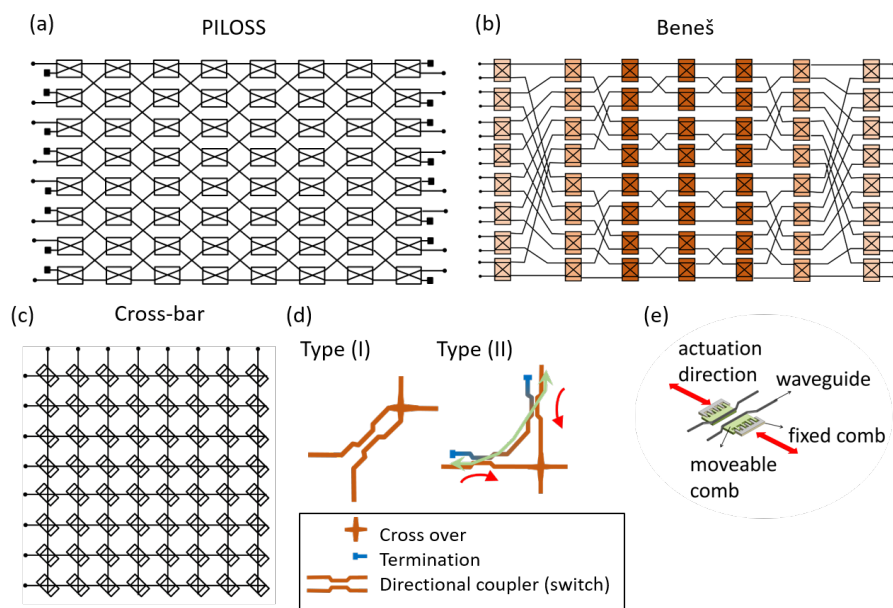 (a)
PILOSS
(b)
Beneš
(c)
Cross-bar
(d)
Type (I)
Type (II)
Cross over
Termination
Directional coupler (switch)
(e)
actuation
direction
waveguide
fixed comb
moveable
comb